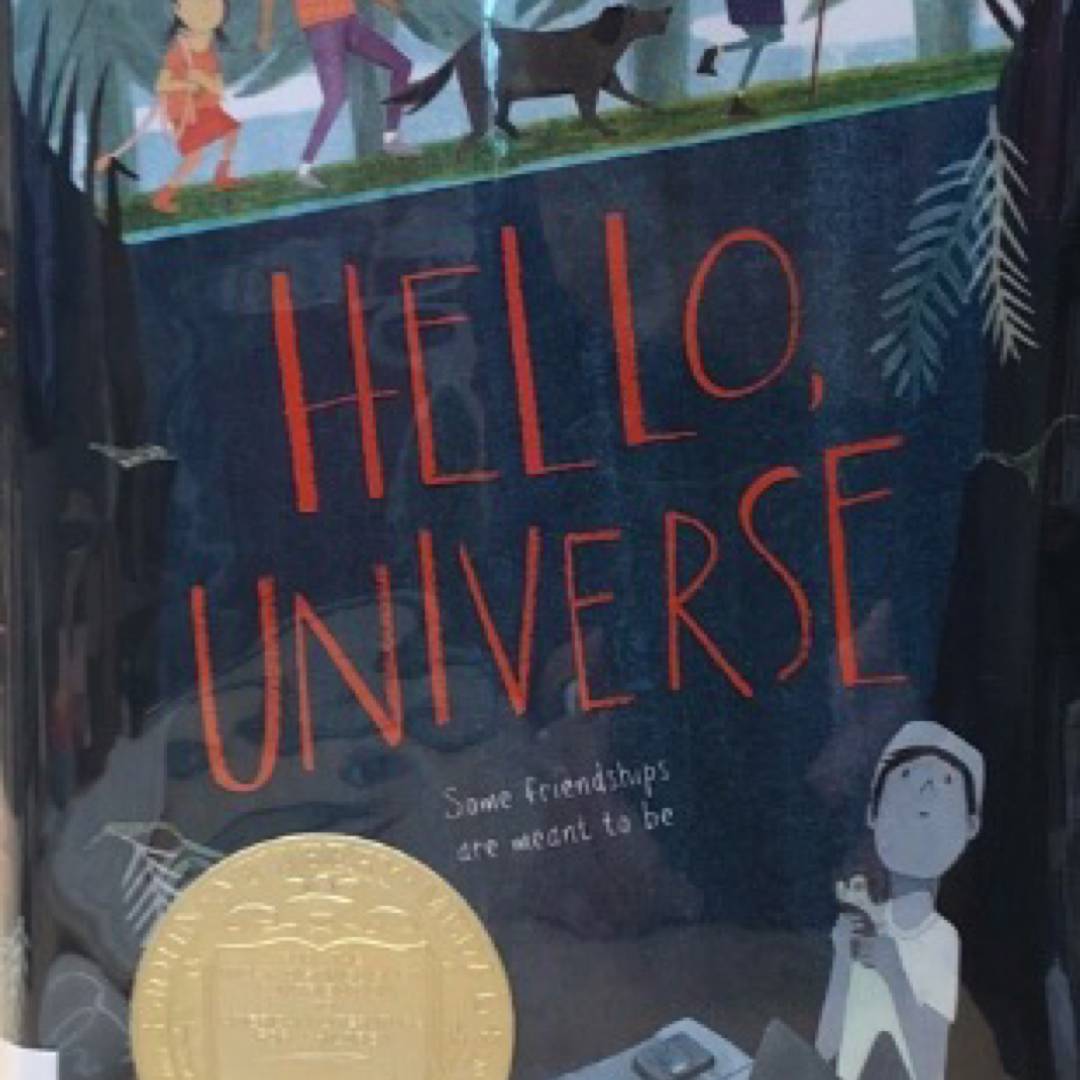 HELLO,
UNIVERSE
Some friendships
are meant to be